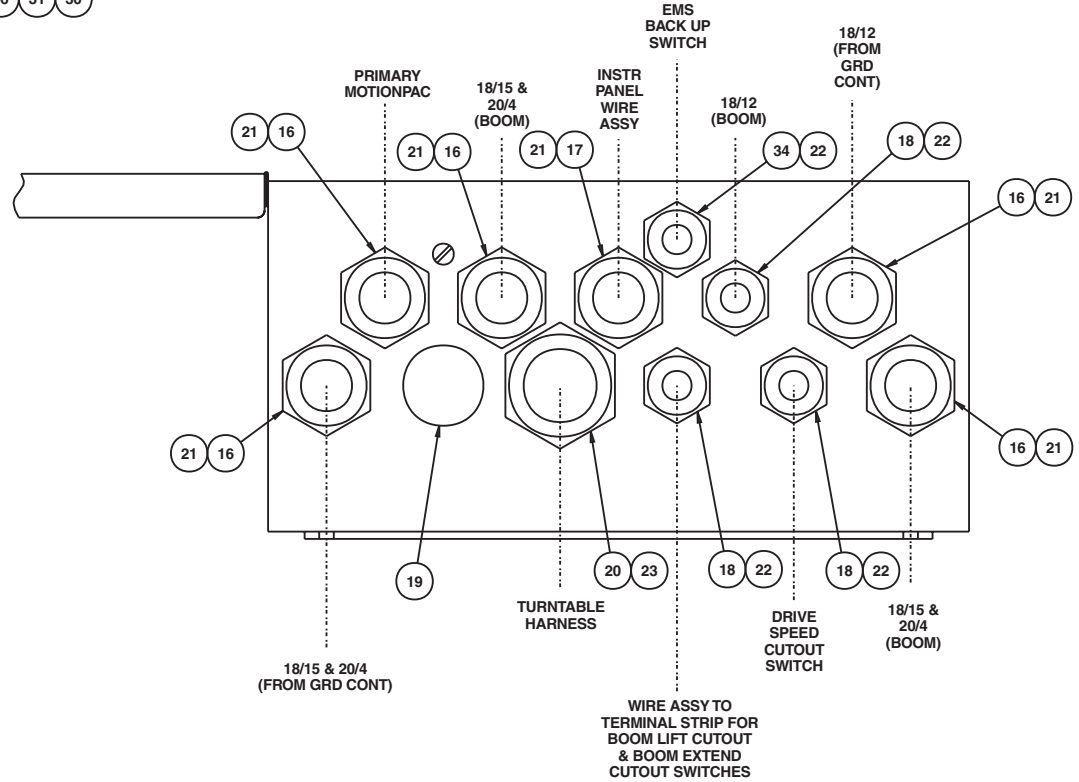 EMS
BACK UP
SWITCH
18/12
(FROM
GRD
CONT)
PRIMARY
MOTIONPAC
18/15 &
20/4
(BOOM)
INSTR
PANEL
WIRE
ASSY
18/12
(BOOM)
21 16
21 16
21 17
34 22
18 22
16 21
21 16
16 21
19
20 23
18 22
18 22
TURNTABLE
HARNESS
DRIVE
SPEED
CUTOUT
SWITCH
18/15 &
20/4
(BOOM)
18/15 & 20/4
(FROM GRD CONT)
WIRE ASSY TO
TERMINAL STRIP FOR
BOOM LIFT CUTOUT
& BOOM EXTEND
CUTOUT SWITCHES